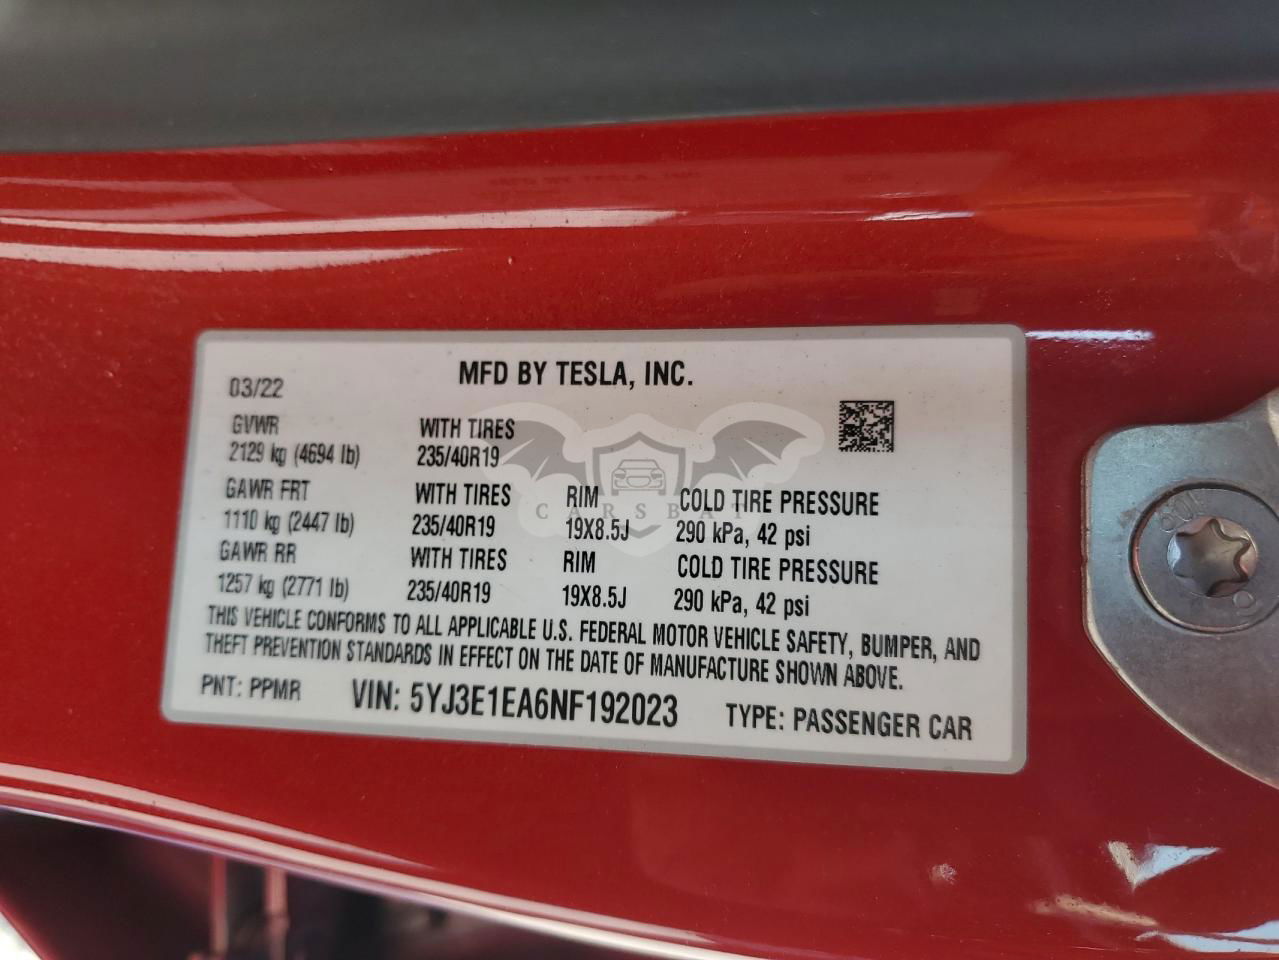 MFD BY TESLA, INC.
03/22
GVWR WITH TIRES
2129 kg (4694 lb) 235/40R19
GAWR FRT WITH TIRES RIM COLD TIRE PRESSURE
1110 kg (2447 lb) 235/40R19 19X8.5J 290 kPa, 42 psi
GAWR RR WITH TIRES RIM COLD TIRE PRESSURE
1257 kg (2771 lb) 235/40R19 19X8.5J 290 kPa, 42 psi
THIS VEHICLE CONFORMS TO ALL APPLICABLE U.S. FEDERAL MOTOR VEHICLE SAFETY, BUMPER, AND
THEFT PREVENTION STANDARDS IN EFFECT ON THE DATE OF MANUFACTURE SHOWN ABOVE.
PNT: PPMR VIN: 5YJ3E1EA6NF192023 TYPE: PASSENGER CAR
CARSBAT